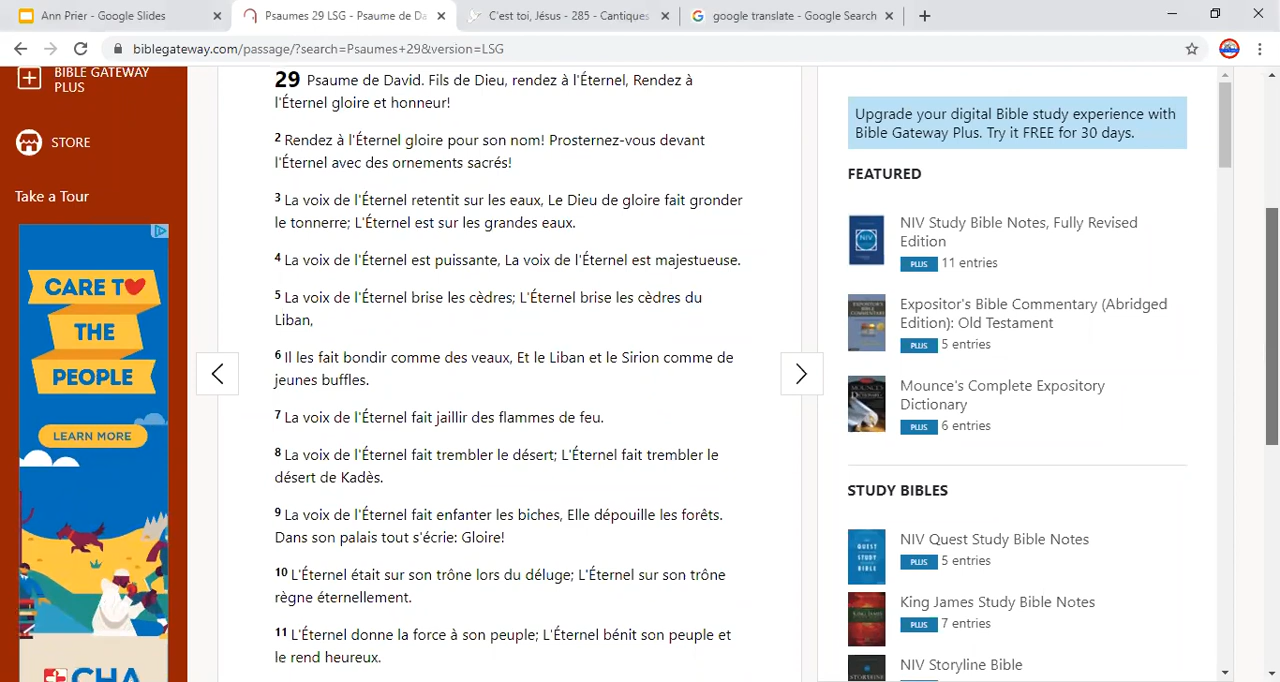 Ann Prier - Google Slides
Psaumes 29 LSG - Psaume de Da
C'est toi, Jésus - 285 - Cantiques
google translate - Google Search
biblegateway.com/passage/?search=Psaumes+29&version=LSG
BIBLE GATEWAY
PLUS
STORE
Take a Tour
CARE T
THE
PEOPLE
LEARN MORE
CHA
29 Psaume de David. Fils de Dieu, rendez à l'Éternel, Rendez à
l'Éternel gloire et honneur!
2 Rendez à l'Éternel gloire pour son nom! Prosternez-vous devant
l'Éternel avec des ornements sacrés!
3 La voix de l'Éternel retentit sur les eaux, Le Dieu de gloire fait gronder
le tonnerre; L'Éternel est sur les grandes eaux.
4 La voix de l'Éternel est puissante, La voix de l'Éternel est majestueuse.
5 La voix de l'Éternel brise les cèdres; L'Éternel brise les cèdres du
Liban,
6 Il les fait bondir comme des veaux, Et le Liban et le Sirion comme de
jeunes buffles.
7 La voix de l'Éternel fait jaillir des flammes de feu.
8 La voix de l'Éternel fait trembler le désert; L'Éternel fait trembler le
désert de Kadès.
9 La voix de l'Éternel fait enfanter les biches, Elle dépouille les forêts.
Dans son palais tout s'écrie: Gloire!
10 L'Éternel était sur son trône lors du déluge; L'Éternel sur son trône
règne éternellement.
11 L'Éternel donne la force à son peuple; L'Éternel bénit son peuple et
le rend heureux.
Upgrade your digital Bible study experience with
Bible Gateway Plus. Try it FREE for 30 days.
FEATURED
NIV
NIV Study Bible Notes, Fully Revised
Edition
PLUS 11 entries
Expositor's Bible Commentary (Abridged
Edition): Old Testament
PLUS 5 entries
Mounce's Complete Expository
Dictionary
PLUS 6 entries
STUDY BIBLES
QUEST
STUDY
BIBLE
NIV Quest Study Bible Notes
PLUS 5 entries
King James Study Bible Notes
PLUS 7 entries
NIV Storyline Bible